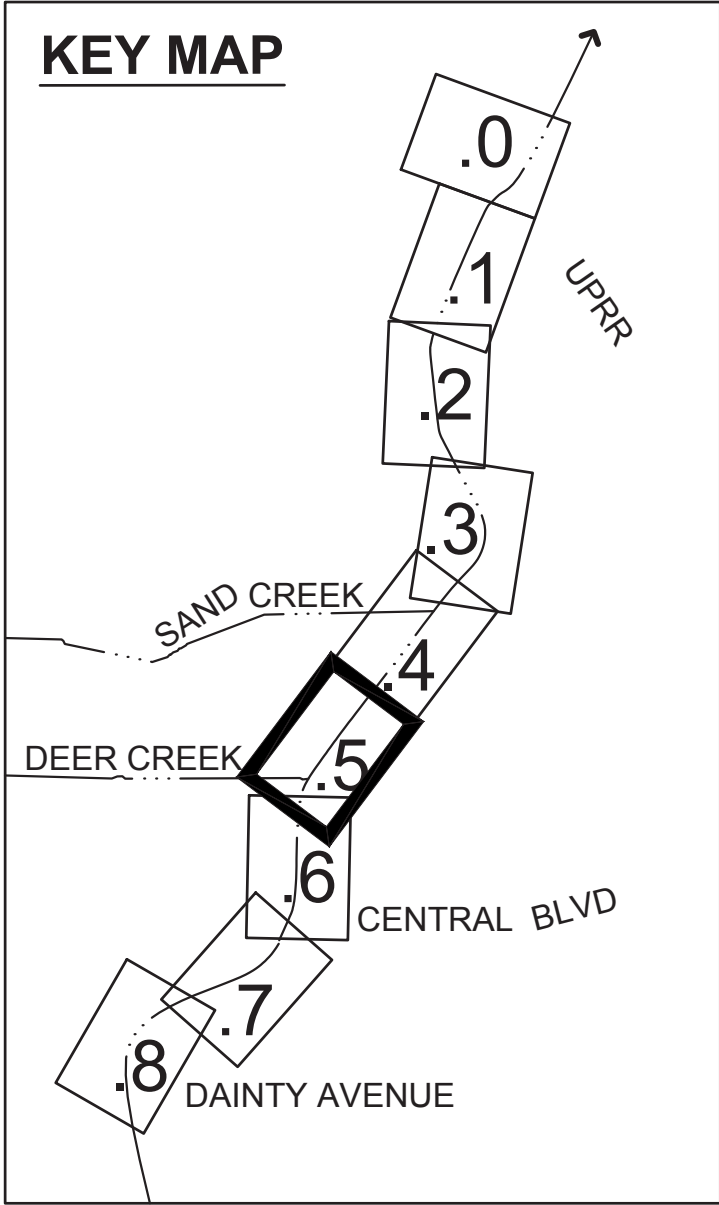 KEY MAP
.0
.1
UPRR
.2
.3
SAND CREEK
.4
DEER CREEK
.5
.6
CENTRAL BLVD
.7
.8
DAINTY AVENUE